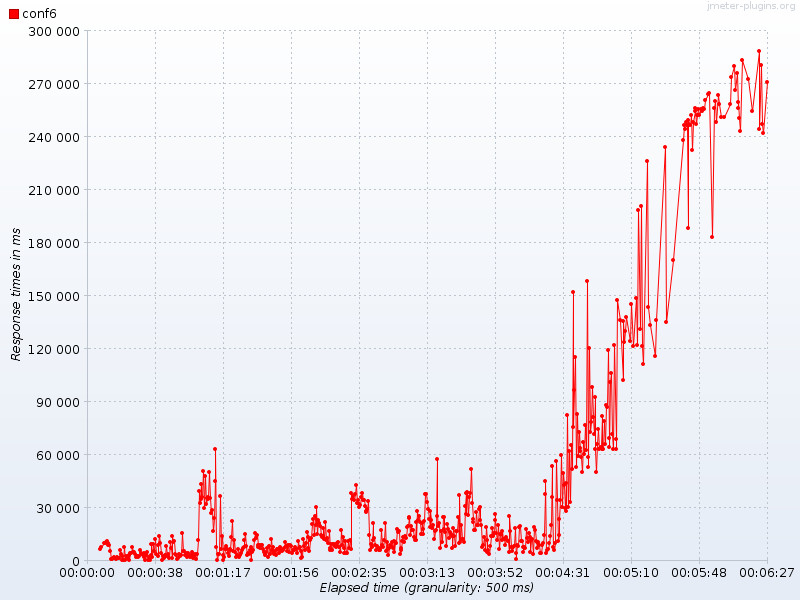 jmeter-plugins.org
conf6
300 000
270 000
240 000
210 000
180 000
150 000
120 000
90 000
60 000
30 000
0
Response times in ms
00:00:00 00:00:38 00:01:17 00:01:56 00:02:35 00:03:13 00:03:52 00:04:31 00:05:10 00:05:48 00:06:27
Elapsed time (granularity: 500 ms)